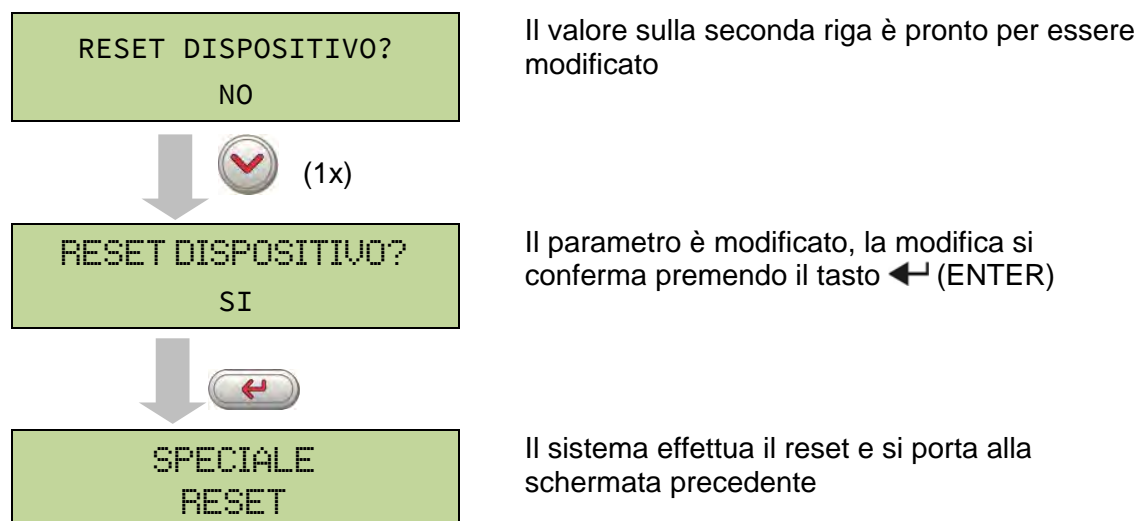 RESET DISPOSITIVO?
NO
Il valore sulla seconda riga è pronto per essere
modificato
(1x)
RESET DISPOSITIVO?
SI
Il parametro è modificato, la modifica si
conferma premendo il tasto (ENTER)
SPECIALE
RESET
Il sistema effettua il reset e si porta alla
schermata precedente